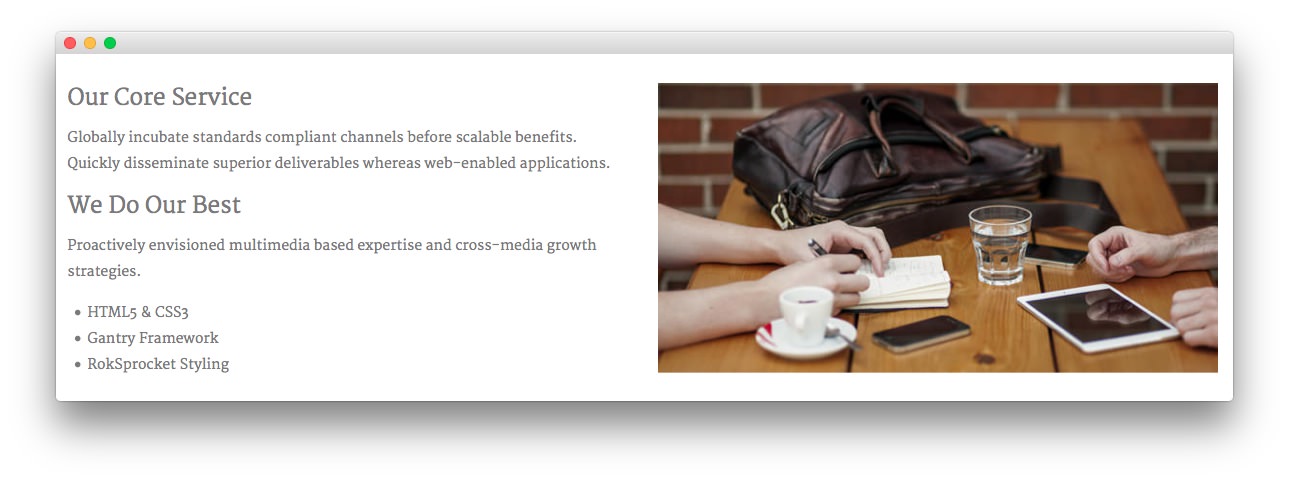 Our Core Service
Globally incubate standards compliant channels before scalable benefits.
Quickly disseminate superior deliverables whereas web-enabled applications.
We Do Our Best
Proactively envisioned multimedia based expertise and cross-media growth
strategies.
• HTML5 & CSS3
• Gantry Framework
• RokSprocket Styling